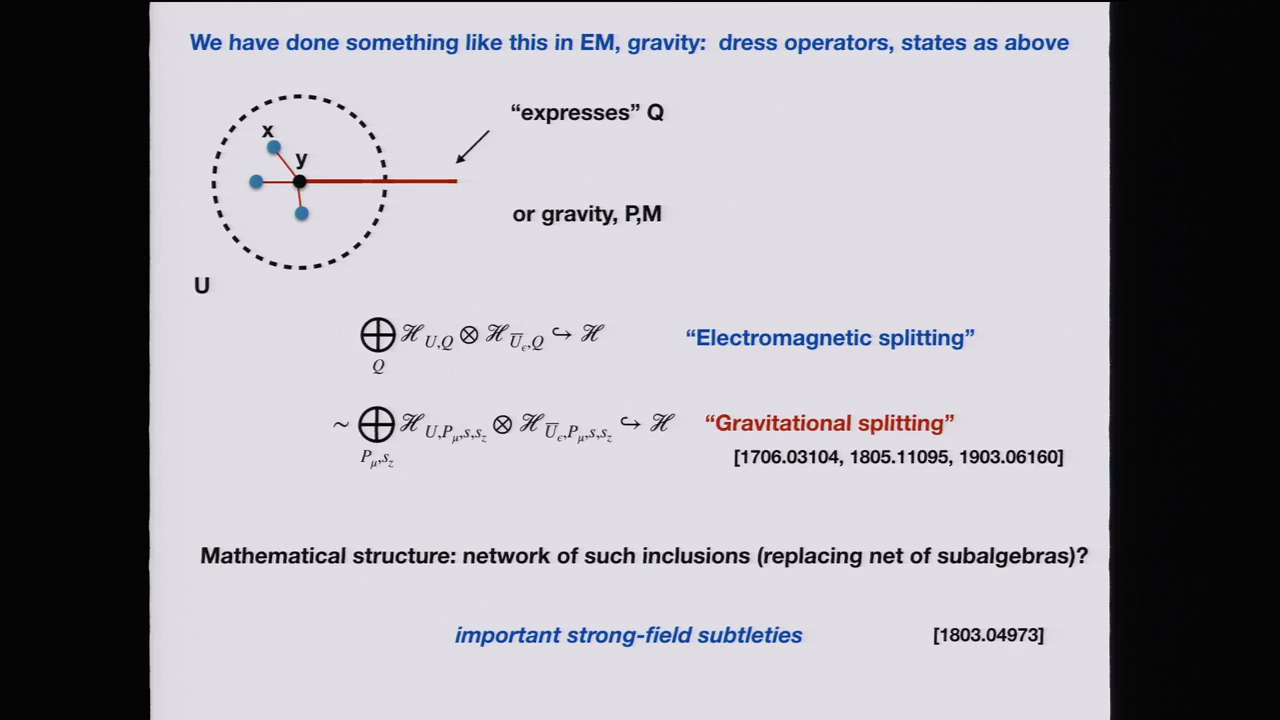 We have done something like this in EM, gravity: dress operators, states as above
“expresses” Q
x
y
or gravity, P,M
U
⨁_Q ℋ_{U,Q} ⊗ ℋ_{U̅_ϵ,Q} ↪ ℋ “Electromagnetic splitting”
~ ⨁_{P_μ,s_z} ℋ_{U,P_μ,s,s_z} ⊗ ℋ_{U̅_ϵ,P_μ,s,s_z} ↪ ℋ “Gravitational splitting”
[1706.03104, 1805.11095, 1903.06160]
Mathematical structure: network of such inclusions (replacing net of subalgebras)?
important strong-field subtleties [1803.04973]